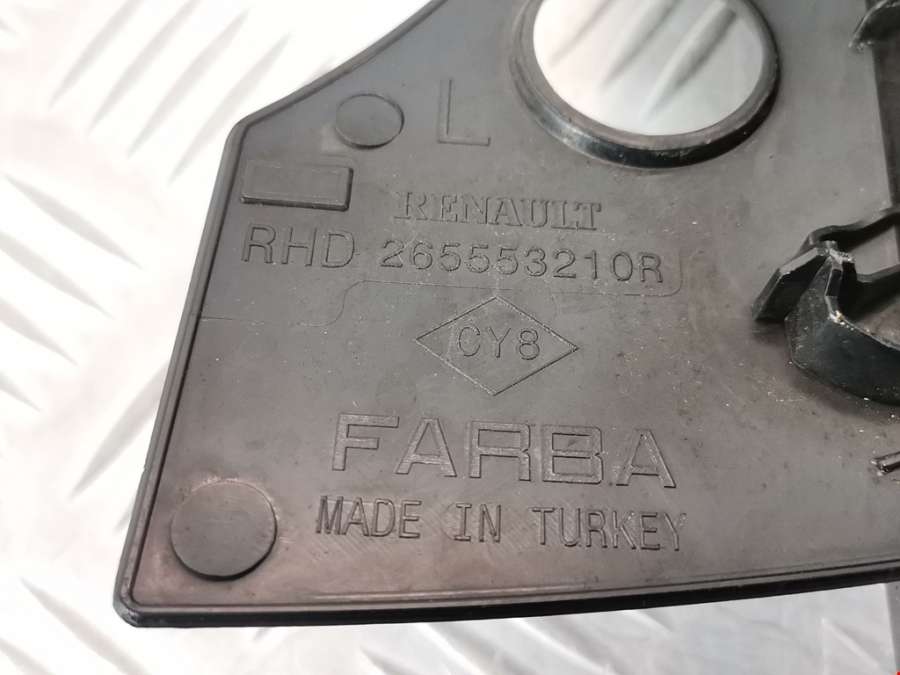 L
RENAULT
RHD 265553210R
CY8
FARBA
MADE IN TURKEY